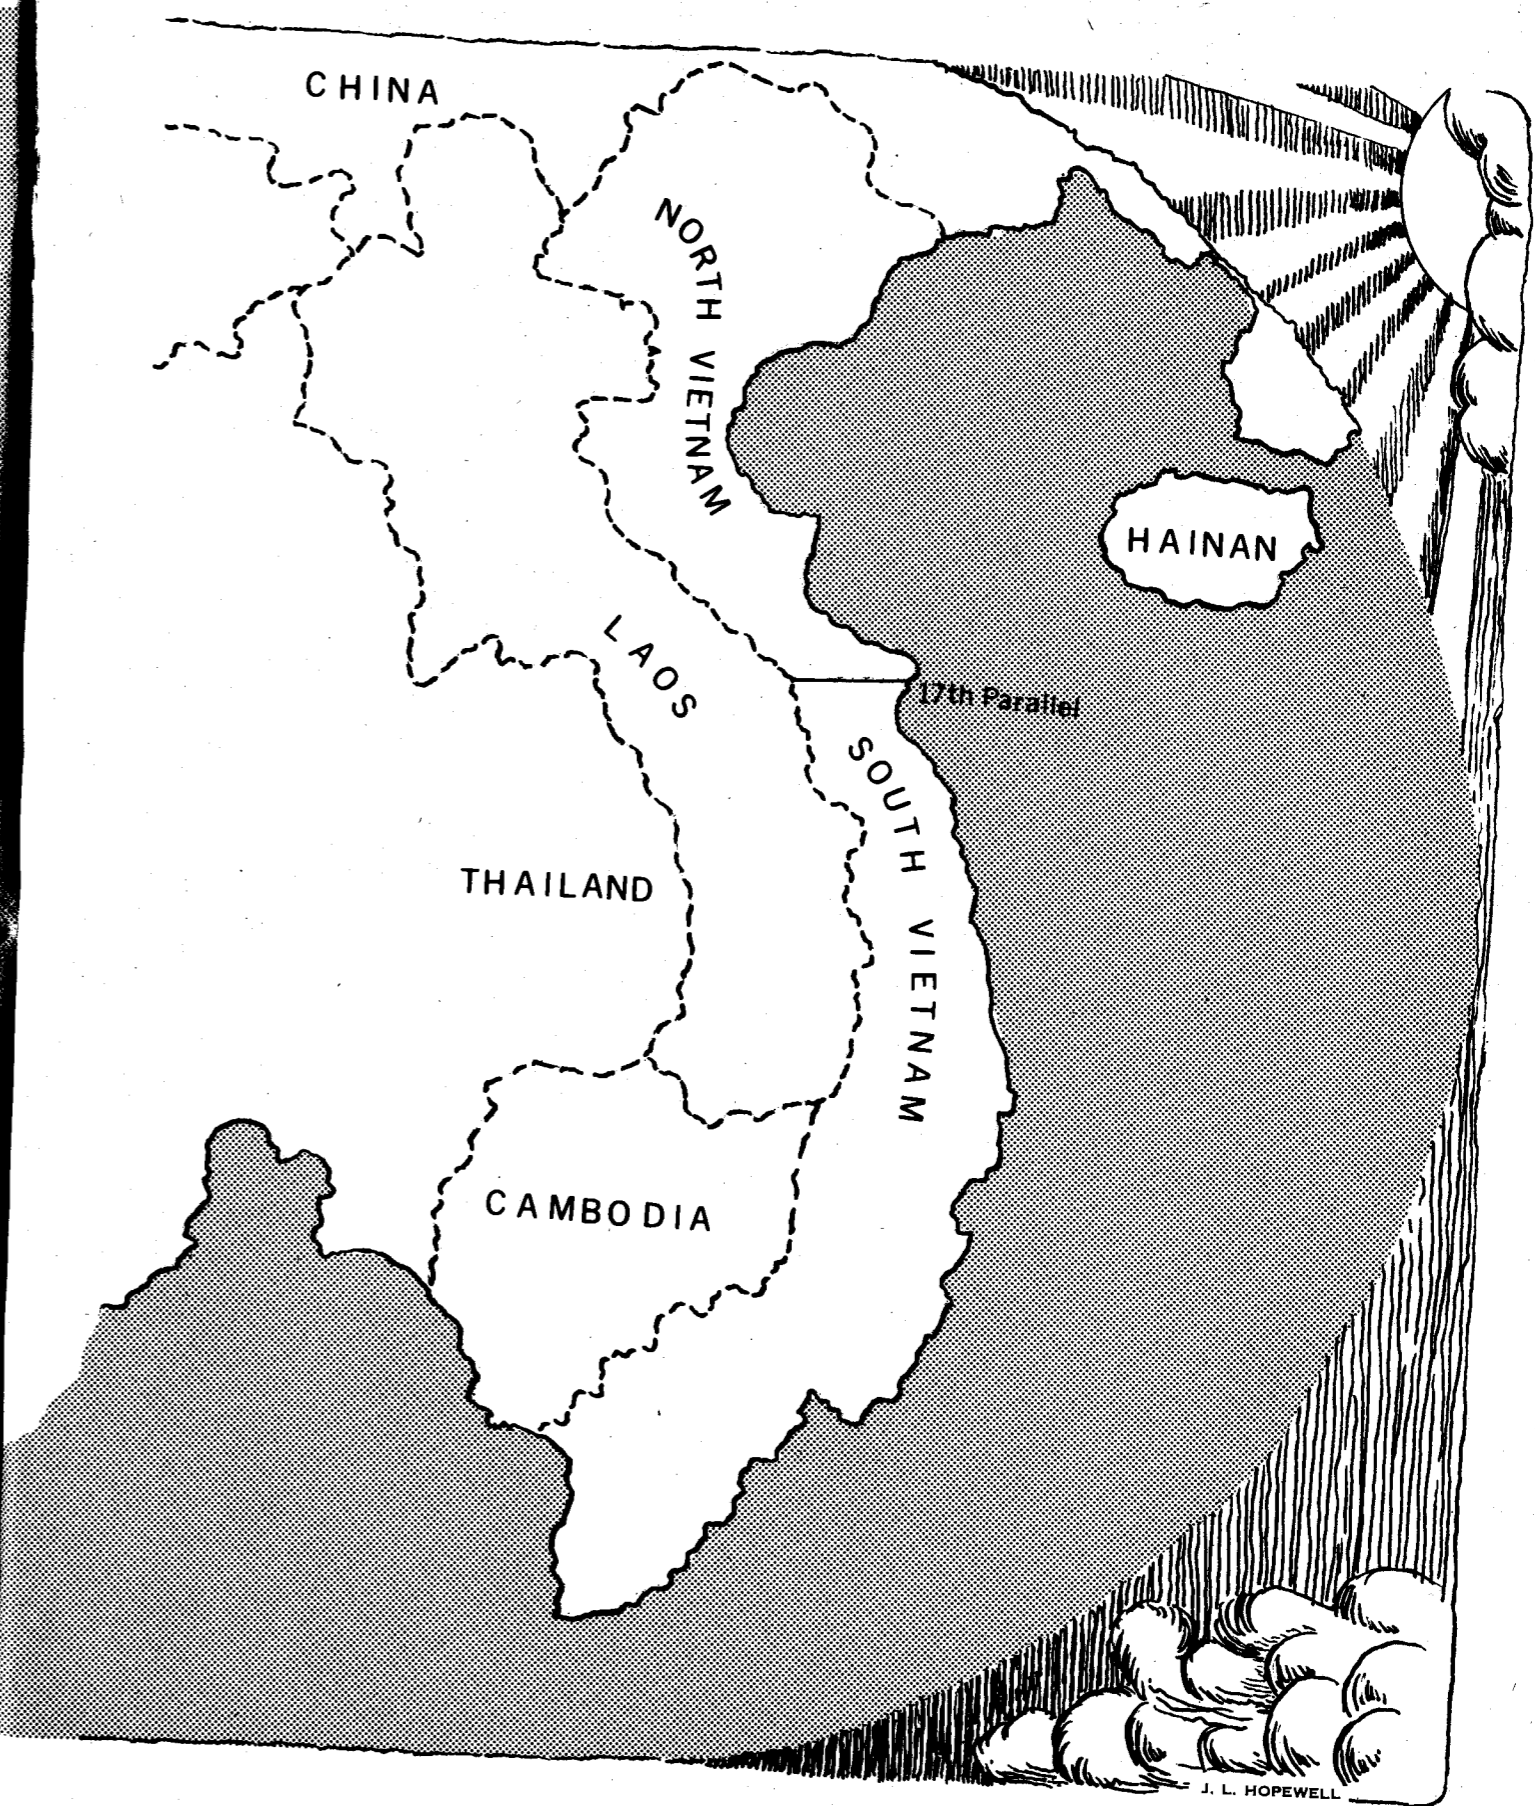 CHINA
NORTH VIETNAM
HAINAN
LAOS
17th Parallel
SOUTH VIETNAM
THAILAND
CAMBODIA
J. L. HOPEWELL